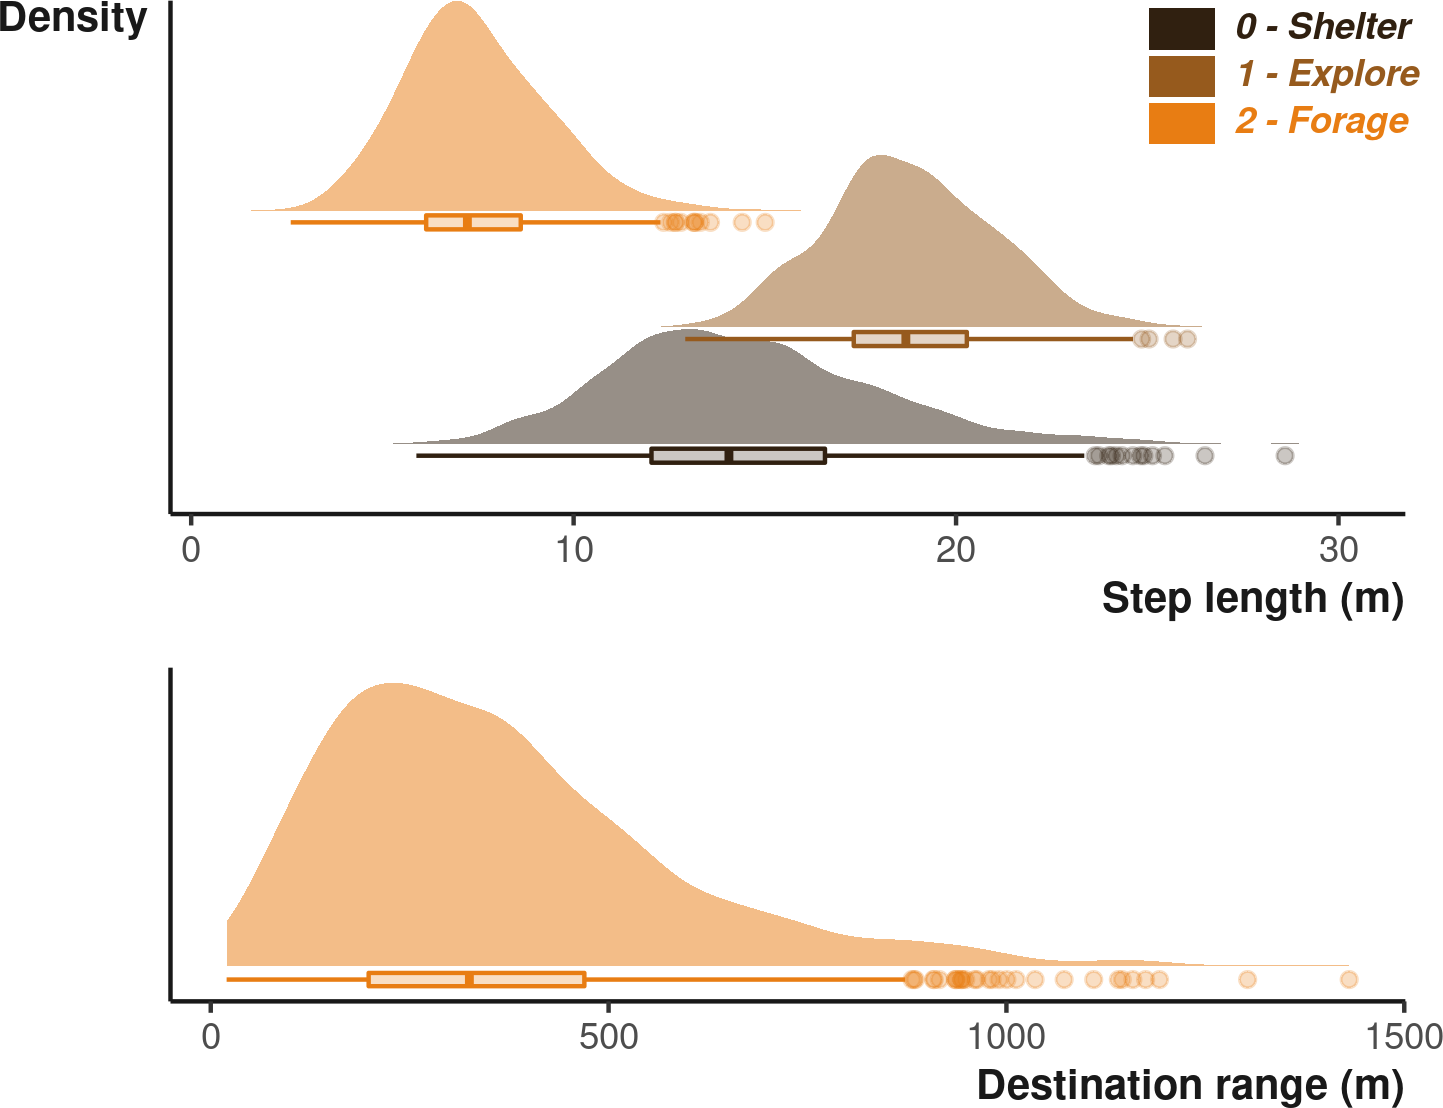 Density
0 - Shelter
1 - Explore
2 - Forage
0 10 20 30
Step length (m)
0 500 1000 1500
Destination range (m)